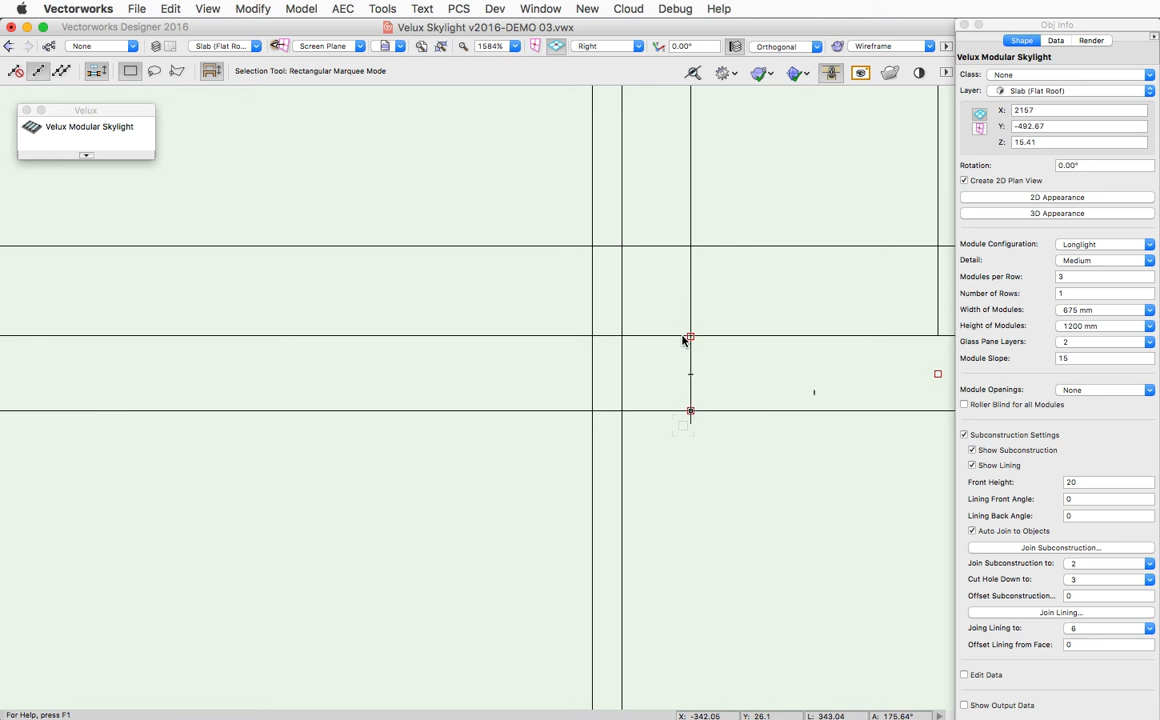 Vectorworks File Edit View Modify Model AEC Tools Text PCS Dev Window New Cloud Debug Help
Vectorworks Designer 2016 Velux Skylight v2016-DEMO 03.vwx
None Slab (Flat Ro... Screen Plane 1584% Right 0.00° Orthogonal Wireframe
Selection Tool: Rectangular Marquee Mode
Velux
Velux Modular Skylight
Obj Info
Shape Data Render
Velux Modular Skylight
Class: None
Layer: Slab (Flat Roof)
X: 2157
Y: -492.67
Z: 15.41
Rotation: 0.00°
Create 2D Plan View
2D Appearance
3D Appearance
Module Configuration: Longlight
Detail: Medium
Modules per Row: 3
Number of Rows: 1
Width of Modules: 675 mm
Height of Modules: 1200 mm
Glass Pane Layers: 2
Module Slope: 15
Module Openings: None
Roller Blind for all Modules
Subconstruction Settings
Show Subconstruction
Show Lining
Front Height: 20
Lining Front Angle: 0
Lining Back Angle: 0
Auto Join to Objects
Join Subconstruction...
Join Subconstruction to: 2
Cut Hole Down to: 3
Offset Subconstruction... 0
Join Lining...
Joing Lining to: 6
Offset Lining from Face: 0
Edit Data
Show Output Data
For Help, press F1 X: -342.05 Y: 26.1 L: 343.04 A: 175.64°